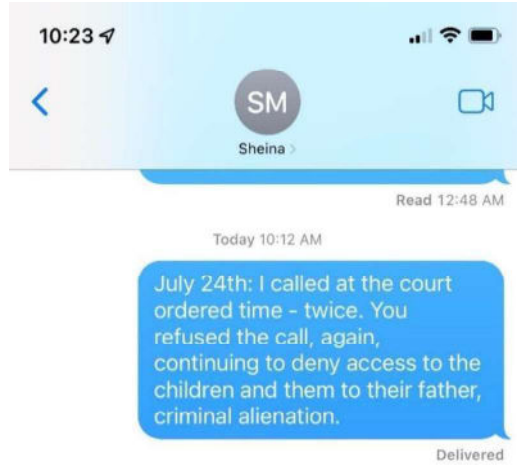 10:23
SM
Sheina
Read 12:48 AM
Today 10:12 AM
July 24th: I called at the court
ordered time - twice. You
refused the call, again,
continuing to deny access to the
children and them to their father,
criminal alienation.
Delivered